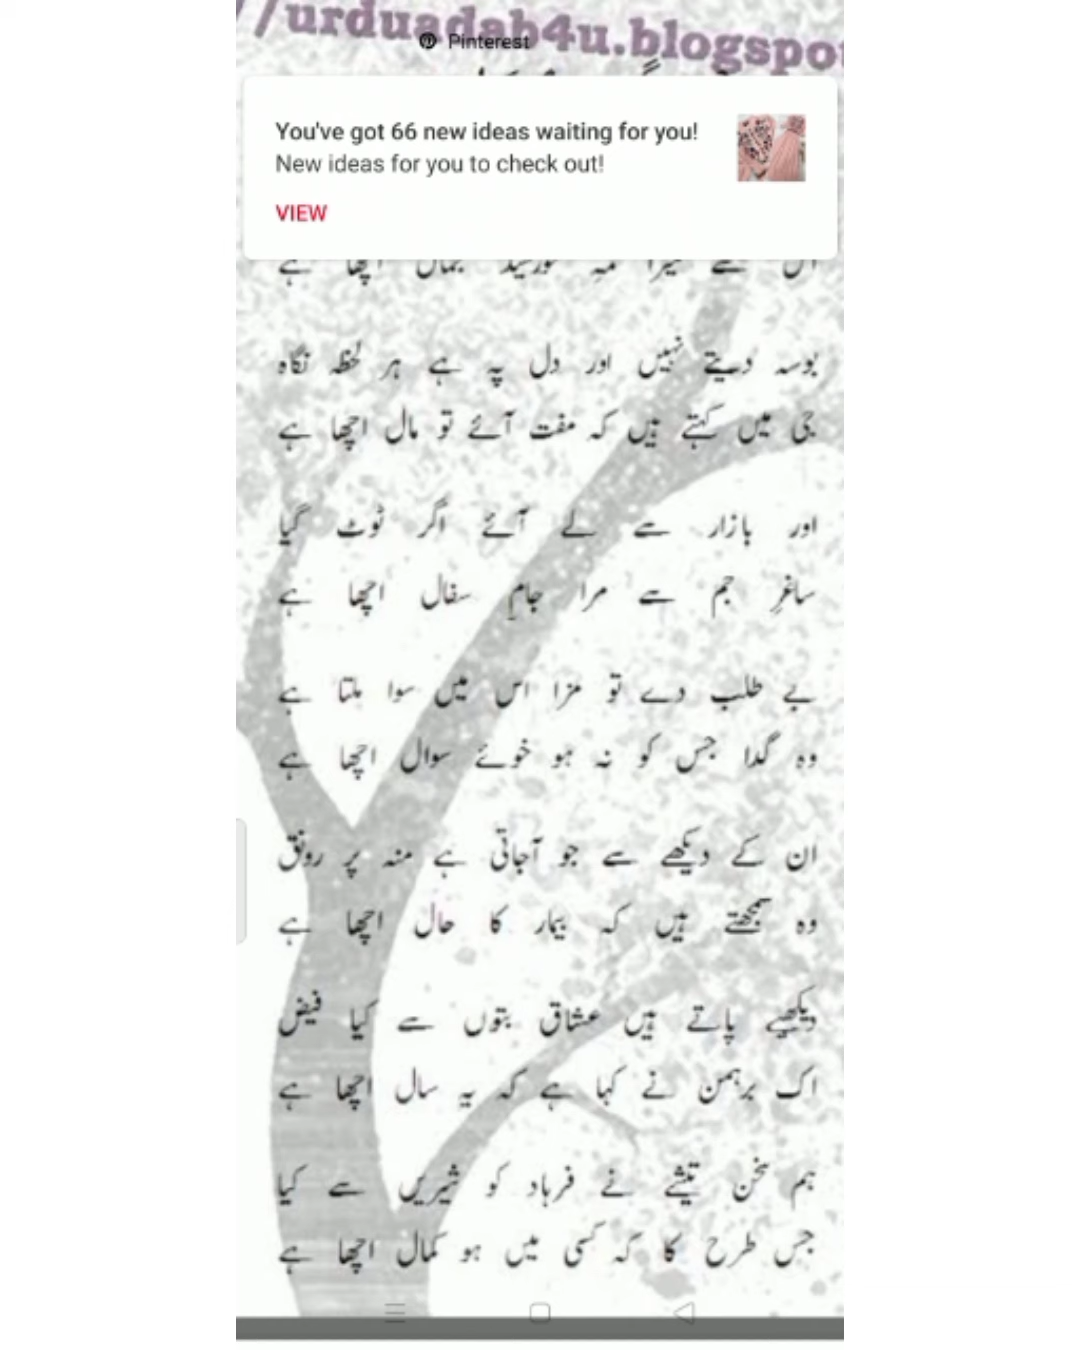 //urduadab4u.blogspo
Pinterest
You've got 66 new ideas waiting for you!
New ideas for you to check out!
VIEW
اچھا ہے
بوسہ دیتے نہیں اور دل پہ ہے ہر لحظہ نگاہ
جی میں کہتے ہیں کہ مفت آئے تو مال اچھا ہے
اور بازار سے لے آئے اگر ٹوٹ گیا
ساغرِ جم سے مرا جامِ سفال اچھا ہے
بے طلب دے تو مزا اس میں سوا ملتا ہے
وہ گدا جس کو نہ ہو خوئے سوال اچھا ہے
ان کے دیکھے سے جو آجاتی ہے منہ پر رونق
وہ سمجھتے ہیں کہ بیمار کا حال اچھا ہے
دیکھیے پاتے ہیں عشاق بتوں سے کیا فیض
اک برہمن نے کہا ہے کہ یہ سال اچھا ہے
ہم سخن تیشے نے فرہاد کو شیریں سے کیا
جس طرح کا کہ کسی میں ہو کمال اچھا ہے